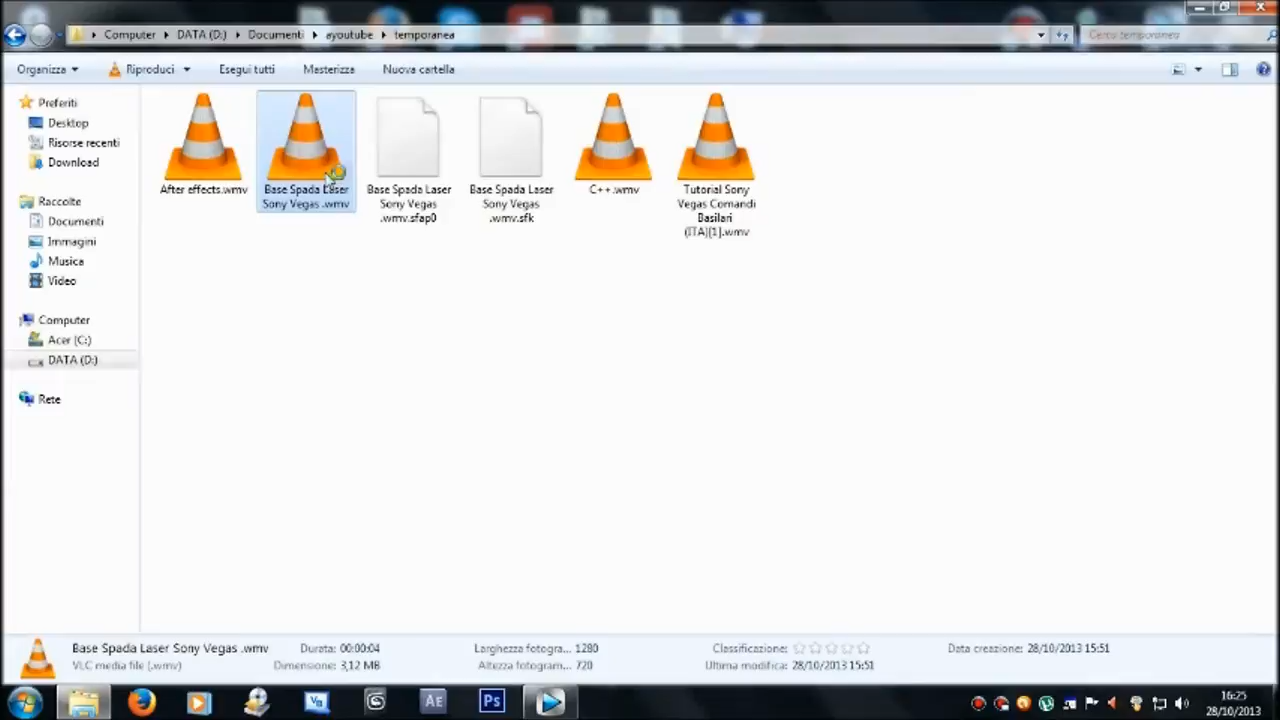 Computer DATA (D:) Documenti ayoutube temporanea
Cerca temporanea
Organizza Riproduci Esegui tutti Masterizza Nuova cartella
Preferiti
Desktop
Risorse recenti
Download
Raccolte
Documenti
Immagini
Musica
Video
Computer
Acer (C:)
DATA (D:)
Rete
After effects.wmv
Base Spada Laser
Sony Vegas .wmv
Base Spada Laser
Sony Vegas
.wmv.sfap0
Base Spada Laser
Sony Vegas
.wmv.sfk
C++.wmv
Tutorial Sony
Vegas Comandi
Basilari
(ITA)[1].wmv
Base Spada Laser Sony Vegas .wmv
VLC media file (.wmv)
Durata: 00:00:04
Dimensione: 3,12 MB
Larghezza fotogra... 1280
Altezza fotogram... 720
Classificazione:
Ultima modifica: 28/10/2013 15:51
Data creazione: 28/10/2013 15:51
Ae
Ps
16:25
28/10/2013